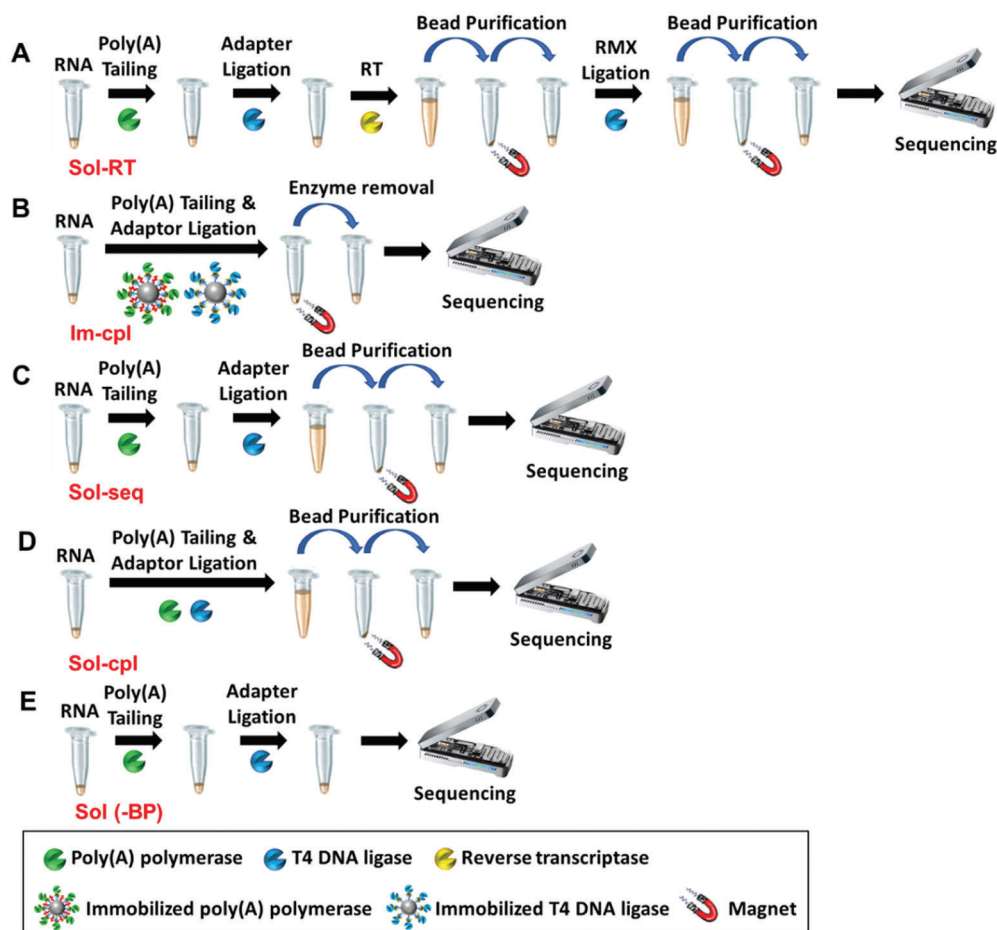 A
RNA
Poly(A)
Tailing
Adapter
Ligation
RT
Bead Purification
RMX
Ligation
Bead Purification
Sequencing
Sol-RT
B
RNA
Poly(A) Tailing &
Adaptor Ligation
Enzyme removal
Sequencing
Im-cpl
C
RNA
Poly(A)
Tailing
Adapter
Ligation
Bead Purification
Sequencing
Sol-seq
D
RNA
Poly(A) Tailing &
Adaptor Ligation
Bead Purification
Sequencing
Sol-cpl
E
RNA
Poly(A)
Tailing
Adapter
Ligation
Sequencing
Sol (-BP)
Poly(A) polymerase
T4 DNA ligase
Reverse transcriptase
Immobilized poly(A) polymerase
Immobilized T4 DNA ligase
Magnet